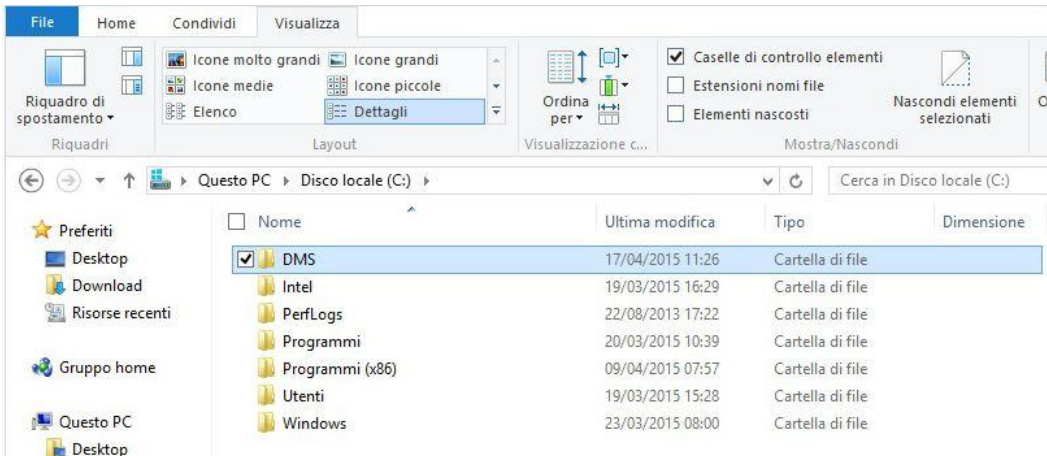 File Home Condividi Visualizza
Icone molto grandi Icone grandi
Icone medie Icone piccole
Elenco Dettagli
Riquadro di
spostamento
Ordina
per
Caselle di controllo elementi
Estensioni nomi file
Elementi nascosti
Nascondi elementi
selezionati
Riquadri Layout Visualizzazione c... Mostra/Nascondi
Questo PC Disco locale (C:) Cerca in Disco locale (C:)
Preferiti
Desktop
Download
Risorse recenti
Gruppo home
Questo PC
Desktop
Nome Ultima modifica Tipo Dimensione
DMS 17/04/2015 11:26 Cartella di file
Intel 19/03/2015 16:29 Cartella di file
PerfLogs 22/08/2013 17:22 Cartella di file
Programmi 20/03/2015 10:39 Cartella di file
Programmi (x86) 09/04/2015 07:57 Cartella di file
Utenti 19/03/2015 15:28 Cartella di file
Windows 23/03/2015 08:00 Cartella di file